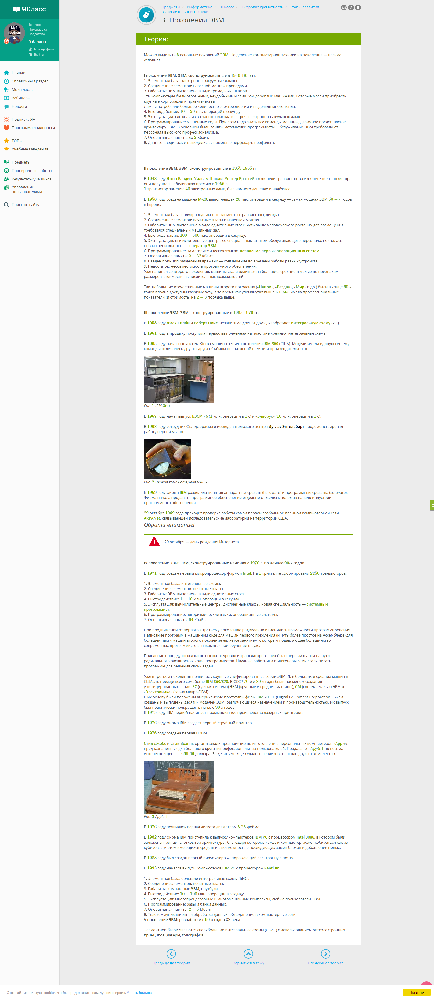 ЯКласс
Мой
профиль
Я+
Татьяна
Николаевна
Солдатова
0 баллов
Мой профиль
Выйти
Начало
Справочный раздел
Мои классы
Вебинары
Новости
Подписка Я+
Программа лояльности
ТОПы
Учебные заведения
Предметы
Проверочные работы
Результаты учащихся
Управление
пользователями
Поиск по сайту
Предметы / Информатика / 10 класс / Цифровая грамотность / Этапы развития
вычислительной техники
3. Поколения ЭВМ
Теория:
Можно выделить 5 основных поколений ЭВМ. Но деление компьютерной техники на поколения — весьма
условная.
I поколение ЭВМ: ЭВМ, сконструированные в 1946-1955 гг.
1. Элементная база: электронно-вакуумные лампы.
2. Соединение элементов: навесной монтаж проводами.
3. Габариты: ЭВМ выполнена в виде громадных шкафов.
Эти компьютеры были огромными, неудобными и слишком дорогими машинами, которые могли приобрести
крупные корпорации и правительства.
Лампы потребляли большое количество электроэнергии и выделяли много тепла.
4. Быстродействие: 10 − 20 тыс. операций в секунду.
5. Эксплуатация: сложная из-за частого выхода из строя электронно-вакуумных ламп.
6. Программирование: машинные коды. При этом надо знать все команды машины, двоичное представление,
архитектуру ЭВМ. В основном были заняты математики-программисты. Обслуживание ЭВМ требовало от
персонала высокого профессионализма.
7. Оперативная память: до 2 Кбайт.
8. Данные вводились и выводились с помощью перфокарт, перфолент.
II поколение ЭВМ: ЭВМ, сконструированные в 1955-1965 гг.
В 1948 году Джон Бардин, Уильям Шокли, Уолтер Браттейн изобрели транзистор, за изобретение транзистора
они получили Нобелевскую премию в 1956 г.
1 транзистор заменял 40 электронных ламп, был намного дешевле и надёжнее.
В 1958 году создана машина М-20, выполнявшая 20 тыс. операций в секунду — самая мощная ЭВМ 50 − х годов
в Европе.
1. Элементная база: полупроводниковые элементы (транзисторы, диоды).
2. Соединение элементов: печатные платы и навесной монтаж.
3. Габариты: ЭВМ выполнена в виде однотипных стоек, чуть выше человеческого роста, но для размещения
требовался специальный машинный зал.
4. Быстродействие: 100 − 500 тыс. операций в секунду.
5. Эксплуатация: вычислительные центры со специальным штатом обслуживающего персонала, появилась
новая специальность — оператор ЭВМ.
6. Программирование: на алгоритмических языках, появление первых операционных систем.
7. Оперативная память: 2 − 32 Кбайт.
8. Введён принцип разделения времени — совмещение во времени работы разных устройств.
9. Недостаток: несовместимость программного обеспечения.
Уже начиная со второго поколения, машины стали делиться на большие, средние и малые по признакам
размеров, стоимости, вычислительных возможностей.
Так, небольшие отечественные машины второго поколения («Наири», «Раздан», «Мир» и др.) были в конце 60-х
годов вполне доступны каждому вузу, в то время как упомянутая выше БЭСМ-6 имела профессиональные
показатели (и стоимость) на 2 − 3 порядка выше.
III поколение ЭВМ: ЭВМ, сконструированные в 1965-1970 гг.
В 1958 году Джек Килби и Роберт Нойс, независимо друг от друга, изобретают интегральную схему (ИС).
В 1961 году в продажу поступила первая, выполненная на пластине кремния, интегральная схема.
В 1965 году начат выпуск семейства машин третьего поколения IBM-360 (США). Модели имели единую систему
команд и отличались друг от друга объёмом оперативной памяти и производительностью.
Рис. 1 IBM-360
В 1967 году начат выпуск БЭСМ - 6 (1 млн. операций в 1 с) и «Эльбрус» (10 млн. операций в 1 с).
В 1968 году сотрудник Стэндфордского исследовательского центра Дуглас Энгельбарт продемонстрировал
работу первой мыши.
Рис. 2 Первая компьютерная мышь
В 1969 году фирма IBM разделила понятия аппаратных средств (hardware) и программные средства (software).
Фирма начала продавать программное обеспечение отдельно от железа, положив начало индустрии
программного обеспечения.
29 октября 1969 года проходит проверка работы самой первой глобальной военной компьютерной сети
ARPANet, связывающей исследовательские лаборатории на территории США.
Обрати внимание!
29 октября — день рождения Интернета.
IV поколение ЭВМ: ЭВМ, сконструированные начиная с 1970 г. по начало 90-х годов.
В 1971 году создан первый микропроцессор фирмой Intel. На 1 кристалле сформировали 2250 транзисторов.
1. Элементная база: интегральные схемы.
2. Соединение элементов: печатные платы.
3. Габариты: ЭВМ выполнена в виде однотипных стоек.
4. Быстродействие: 1 − 10 млн. операций в секунду.
5. Эксплуатация: вычислительные центры, дисплейные классы, новая специальность — системный
программист.
6. Программирование: алгоритмические языки, операционные системы.
7. Оперативная память: 64 Кбайт.
При продвижении от первого к третьему поколению радикально изменились возможности программирования.
Написание программ в машинном коде для машин первого поколения (и чуть более простое на Ассемблере) для
большей части машин второго поколения является занятием, с которым подавляющее большинство
современных программистов знакомятся при обучении в вузе.
Появление процедурных языков высокого уровня и трансляторов с них было первым шагом на пути
радикального расширения круга программистов. Научные работники и инженеры сами стали писать
программы для решения своих задач.
Уже в третьем поколении появились крупные унифицированные серии ЭВМ. Для больших и средних машин в
США это прежде всего семейство IBM 360/370. В СССР 70-е и 80-е годы были временем создания
унифицированных серии: ЕС (единая система) ЭВМ (крупные и средние машины), СМ (система малых) ЭВМ и
«Электроника» (серия микро-ЭВМ).
В их основу были положены американские прототипы фирм IBM и DEC (Digital Equipment Corporation). Были
созданы и выпущены десятки моделей ЭВМ, различающиеся назначением и производительностью. Их выпуск
был практически прекращен в начале 90-х годов.
В 1975 году IBM первой начинает промышленное производство лазерных принтеров.
В 1976 году фирма IBM создает первый струйный принтер.
В 1976 году создана первая ПЭВМ.
Стив Джобс и Стив Возняк организовали предприятие по изготовлению персональных компьютеров «Apple»,
предназначенных для большого круга непрофессиональных пользователей. Продавался Apple1 по весьма
интересной цене — 666,66 доллара. За десять месяцев удалось реализовать около двухсот комплектов.
INCOMPATIBLE
APPLE
COMPUTER
Рис. 3 Apple-1
В 1976 году появилась первая дискета диаметром 5,25 дюйма.
В 1982 году фирма IBM приступила к выпуску компьютеров IBM PC с процессором Intel 8088, в котором были
заложены принципы открытой архитектуры, благодаря которому каждый компьютер может собираться как из
кубиков, с учётом имеющихся средств и с возможностью последующих замен блоков и добавления новых.
В 1988 году был создан первый вирус-«червь», поражающий электронную почту.
В 1993 году начался выпуск компьютеров IBM PC с процессором Pentium.
1. Элементная база: большие интегральные схемы (БИС).
2. Соединение элементов: печатные платы.
3. Габариты: компактные ЭВМ, ноутбуки.
4. Быстродействие: 10 − 100 млн. операций в секунду.
5. Эксплуатация: многопроцессорные и многомашинные комплексы, любые пользователи ЭВМ.
6. Программирование: базы и банки данных.
7. Оперативная память: 2 − 5 Мбайт.
8. Телекоммуникационная обработка данных, объединение в компьютерные сети.
V поколение ЭВМ: разработки с 90-х годов XX века
Элементной базой являются сверхбольшие интегральные схемы (СБИС) с использованием оптоэлектронных
принципов (лазеры, голография).
Предыдущая теория
Вернуться в тему
Следующая теория
Этот сайт использует cookies, чтобы предоставить вам лучший сервис. Узнать больше
Понятно